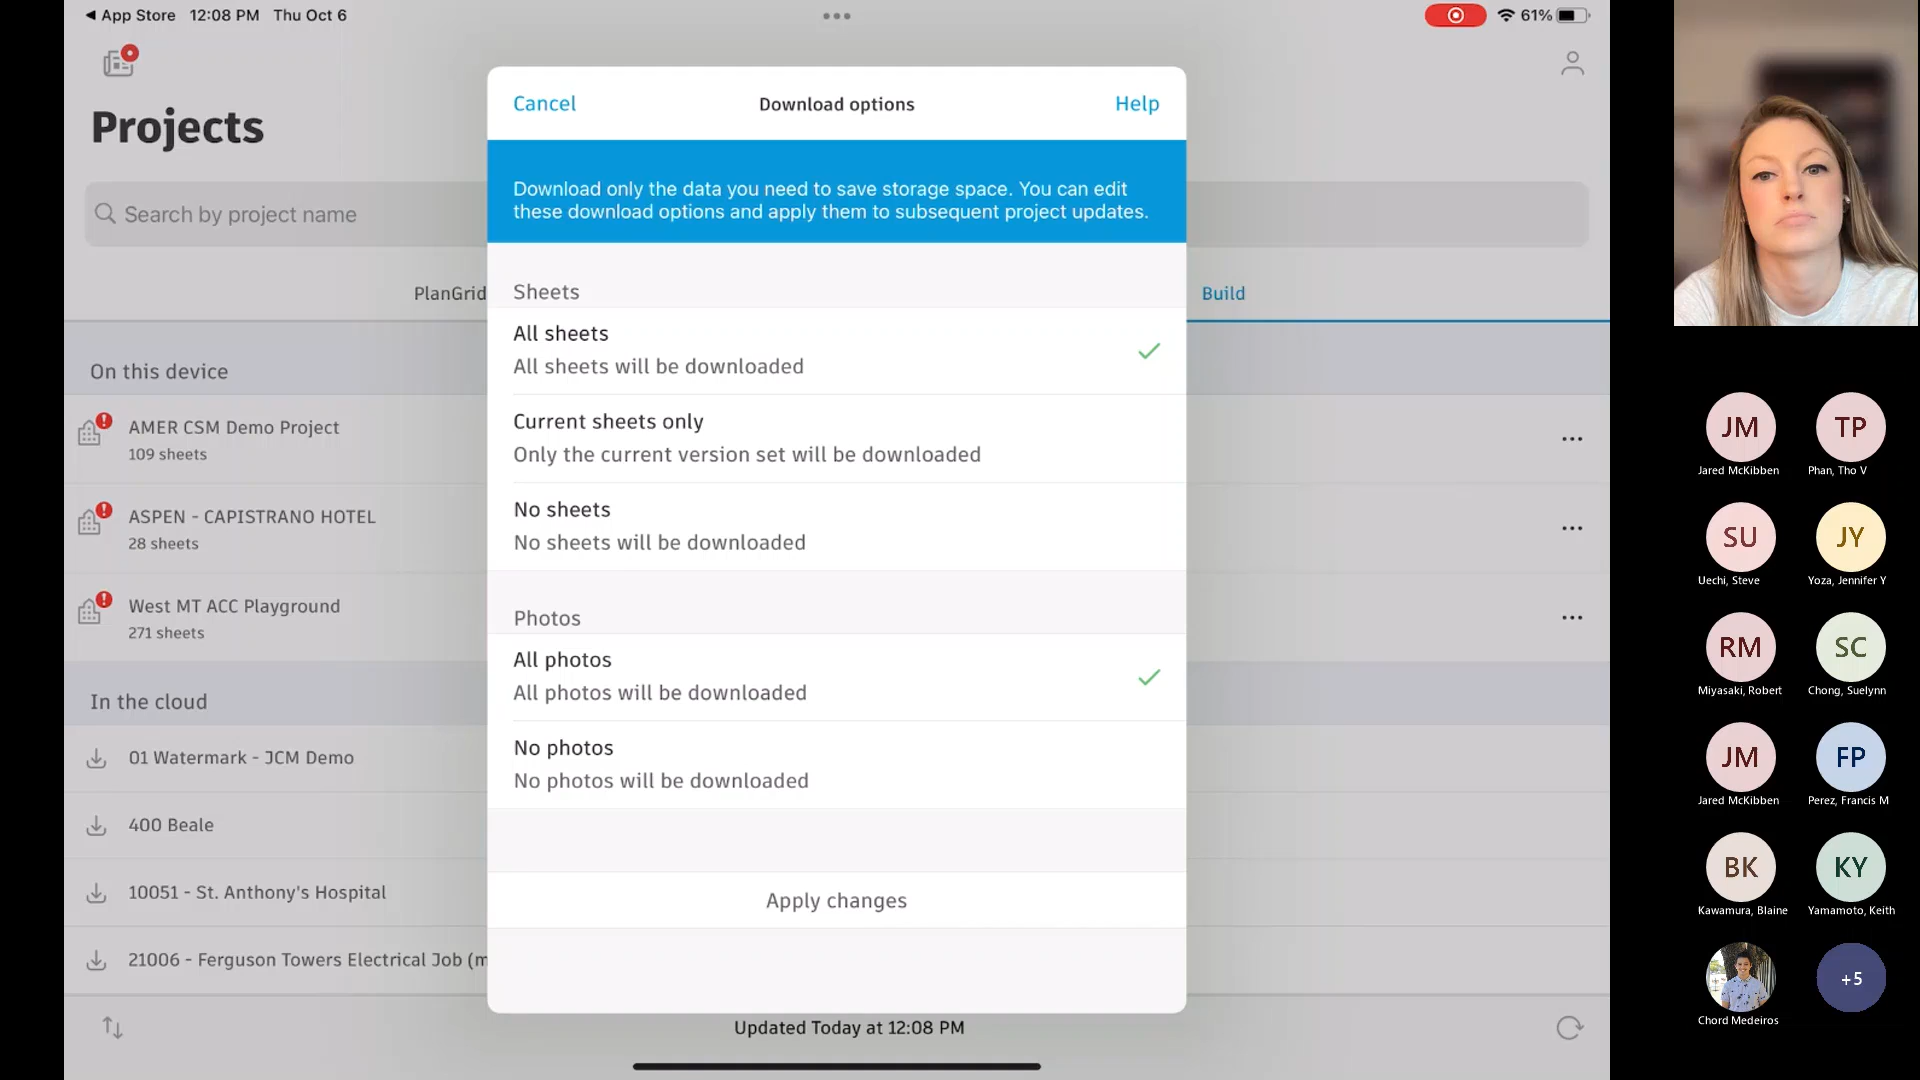 ◀ App Store 12:08 PM Thu Oct 6
61%
Projects
Search by project name
PlanGrid
Build
On this device
AMER CSM Demo Project
109 sheets
ASPEN - CAPISTRANO HOTEL
28 sheets
West MT ACC Playground
271 sheets
In the cloud
01 Watermark - JCM Demo
400 Beale
10051 - St. Anthony's Hospital
21006 - Ferguson Towers Electrical Job (m
Updated Today at 12:08 PM
Cancel
Download options
Help
Download only the data you need to save storage space. You can edit
these download options and apply them to subsequent project updates.
Sheets
All sheets
All sheets will be downloaded
Current sheets only
Only the current version set will be downloaded
No sheets
No sheets will be downloaded
Photos
All photos
All photos will be downloaded
No photos
No photos will be downloaded
Apply changes
JM
Jared McKibben
TP
Phan, Tho V
SU
Uechi, Steve
JY
Yoza, Jennifer Y
RM
Miyasaki, Robert
SC
Chong, Suelynn
JM
Jared McKibben
FP
Perez, Francis M
BK
Kawamura, Blaine
KY
Yamamoto, Keith
Chord Medeiros
+5